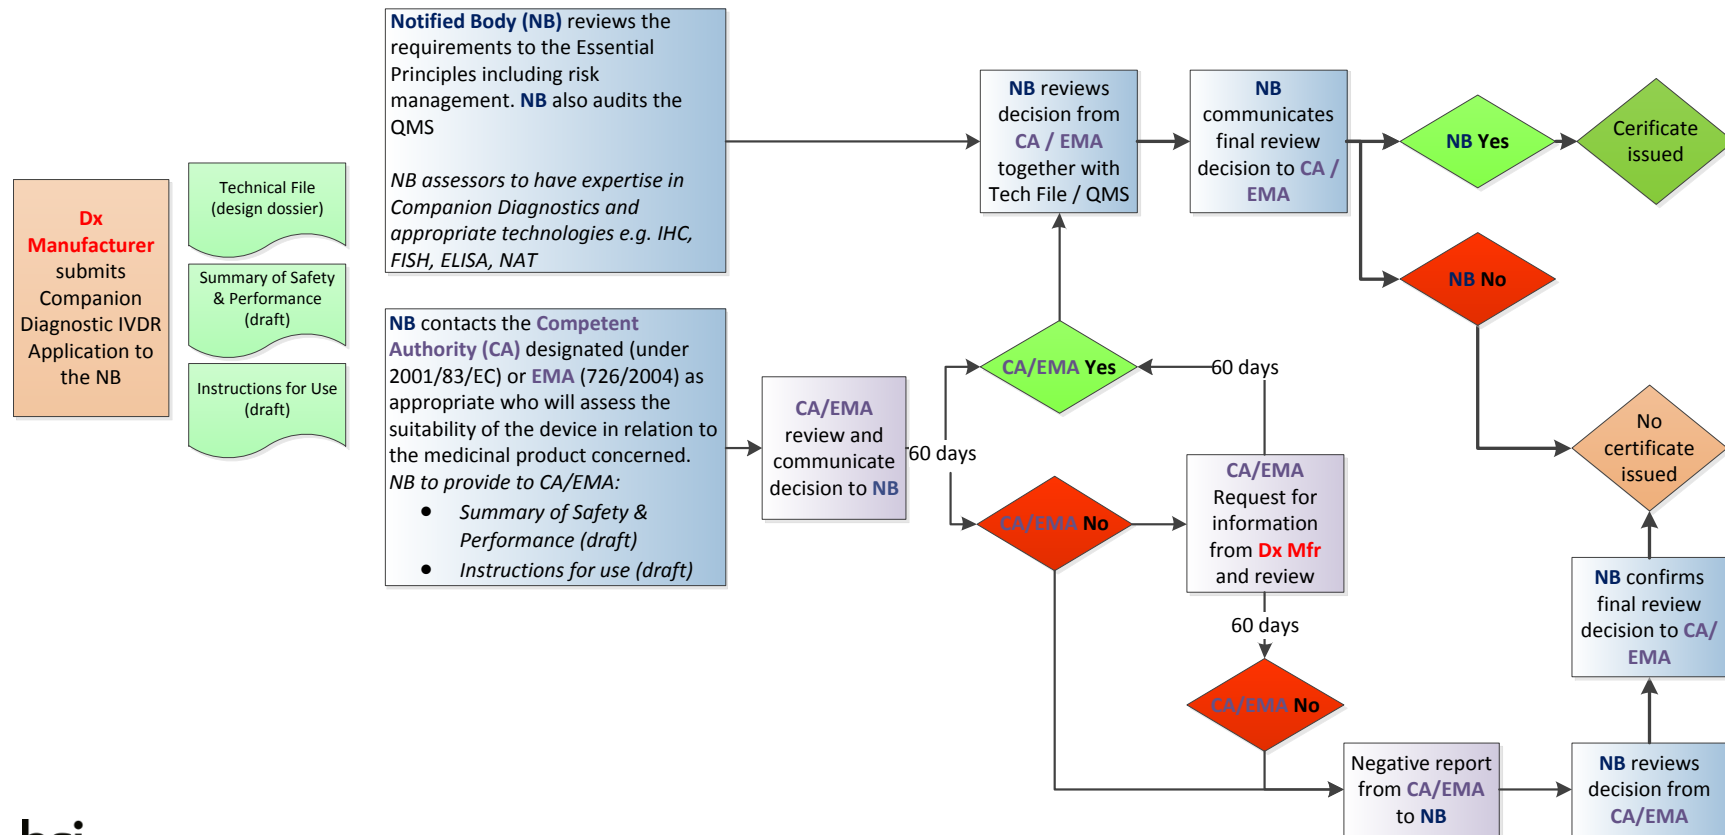 Dx
Manufacturer
submits
Companion
Diagnostic IVDR
Application to
the NB
Technical File
(design dossier)
Summary of Safety
& Performance
(draft)
Instructions for Use
(draft)
Notified Body (NB) reviews the
requirements to the Essential
Principles including risk
management. NB also audits the
QMS
NB assessors to have expertise in
Companion Diagnostics and
appropriate technologies e.g. IHC,
FISH, ELISA, NAT
NB contacts the Competent
Authority (CA) designated (under
2001/83/EC) or EMA (726/2004) as
appropriate who will assess the
suitability of the device in relation to
the medicinal product concerned.
NB to provide to CA/EMA:
• Summary of Safety &
Performance (draft)
• Instructions for use (draft)
CA/EMA
review and
communicate
decision to NB
60 days
NB reviews
decision from
CA / EMA
together with
Tech File / QMS
NB
communicates
final review
decision to CA /
EMA
NB Yes
Cerificate
issued
NB No
CA/EMA Yes
60 days
CA/EMA No
CA/EMA
Request for
information
from Dx Mfr
and review
60 days
CA/EMA No
Negative report
from CA/EMA
to NB
NB reviews
decision from
CA/EMA
NB confirms
final review
decision to CA/
EMA
No
certificate
issued
bsi